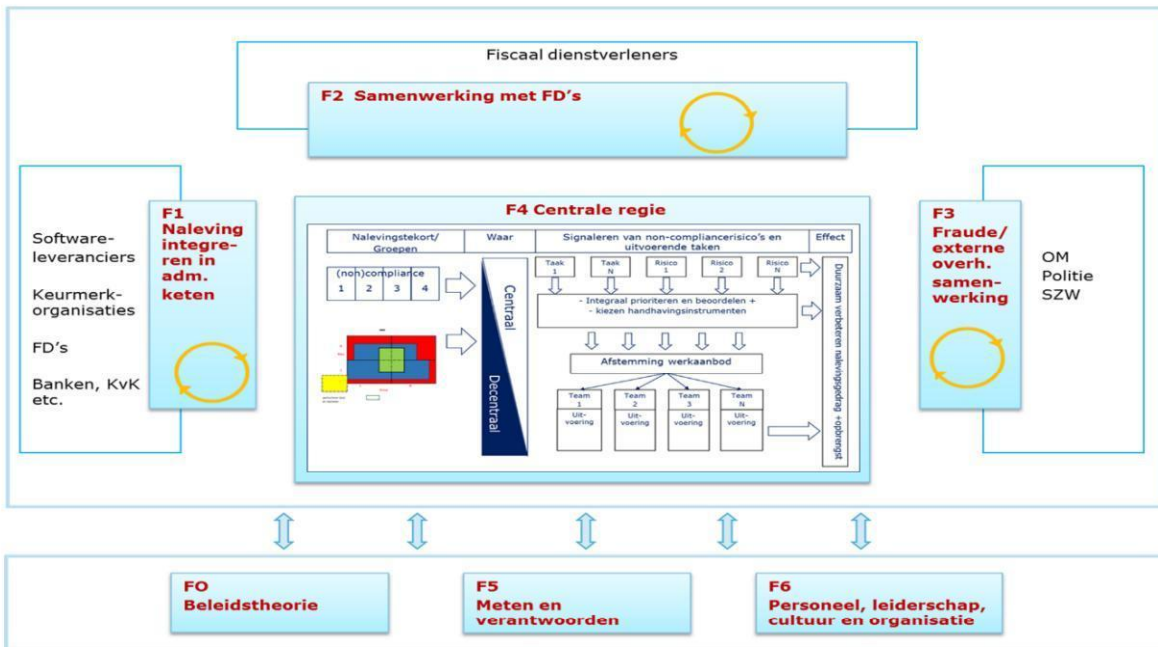 Fiscaal dienstverleners
F2 Samenwerking met FD's
Software-
leveranciers
Keurmerk-
organisaties
FD's
Banken, KvK
etc.
F1
Naleving
integre-
ren in
adm.
keten
F4 Centrale regie
Nalevingstekort/
Groepen
Waar
Signaleren van non-compliancerisico's en
uitvoerende taken
Effect
(non)compliance
1 2 3 4
Centraal
Decentraal
Taak
1
Taak
N
Risico
1
Risico
2
Risico
N
- Integraal prioriteren en beoordelen +
- kiezen handhavingsinstrumenten
Afstemming werkaanbod
Team
1
Team
2
Team
3
Team
N
Uit-
voering
Uit-
voering
Uit-
voering
Uit-
voering
Duurzaam verbeteren nalevingsgedrag +opbrengst
F3
Fraude/
externe
overh.
samen-
werking
OM
Politie
SZW
FO
Beleidstheorie
F5
Meten en
verantwoorden
F6
Personeel, leiderschap,
cultuur en organisatie